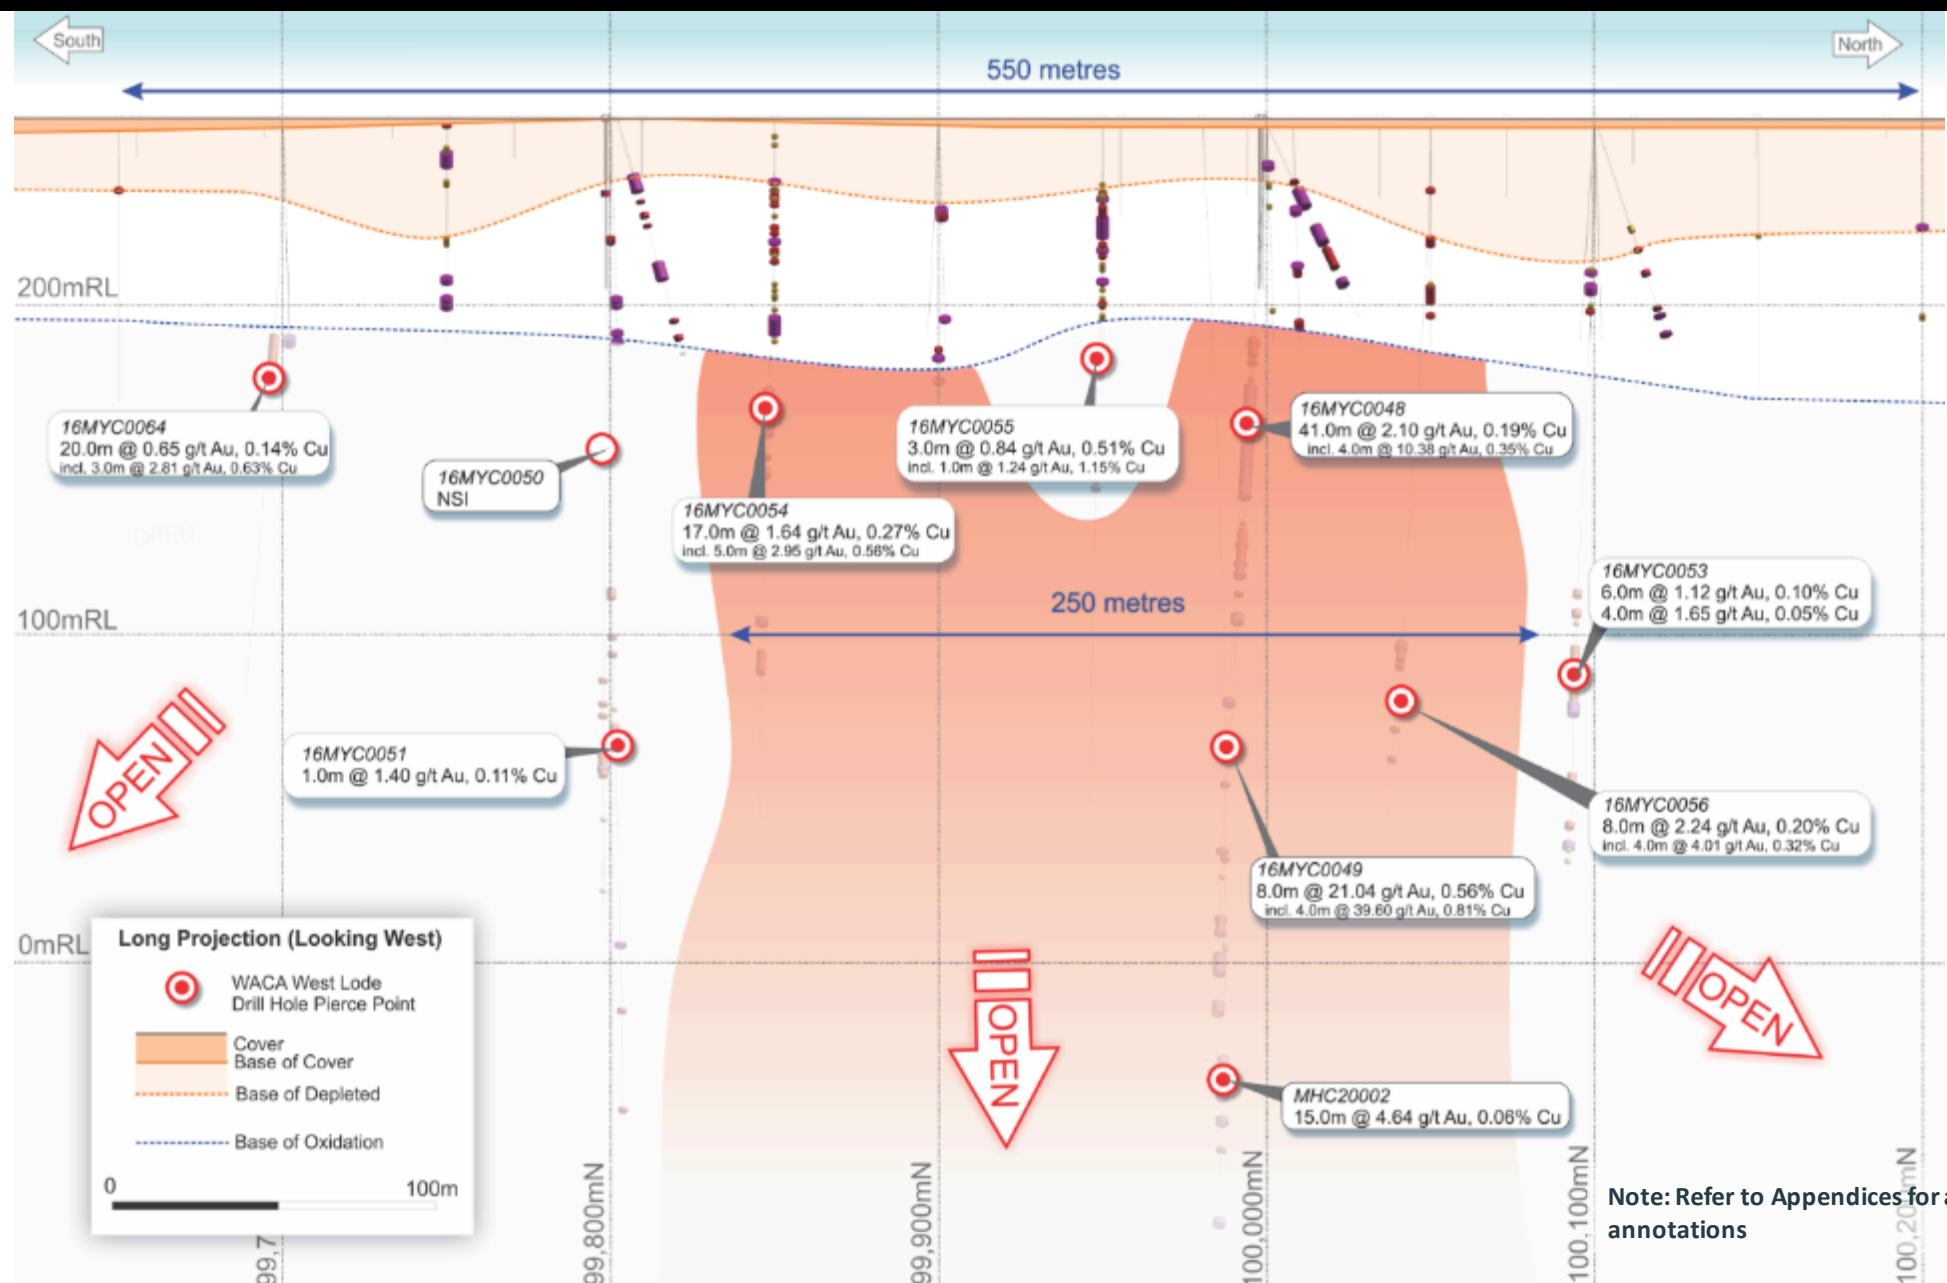 South
North
550 metres
200mRL
16MYC0064
20.0m @ 0.65 g/t Au, 0.14% Cu
incl. 3.0m @ 2.81 g/t Au, 0.63% Cu
16MYC0050
NSI
16MYC0054
17.0m @ 1.64 g/t Au, 0.27% Cu
incl. 5.0m @ 2.95 g/t Au, 0.56% Cu
16MYC0055
3.0m @ 0.84 g/t Au, 0.51% Cu
incl. 1.0m @ 1.24 g/t Au, 1.15% Cu
16MYC0048
41.0m @ 2.10 g/t Au, 0.19% Cu
incl. 4.0m @ 10.38 g/t Au, 0.35% Cu
OPEN
250 metres
100mRL
16MYC0053
6.0m @ 1.12 g/t Au, 0.10% Cu
4.0m @ 1.65 g/t Au, 0.05% Cu
OPEN
16MYC0051
1.0m @ 1.40 g/t Au, 0.11% Cu
16MYC0056
8.0m @ 2.24 g/t Au, 0.20% Cu
incl. 4.0m @ 4.01 g/t Au, 0.32% Cu
16MYC0049
8.0m @ 21.04 g/t Au, 0.56% Cu
incl. 4.0m @ 39.60 g/t Au, 0.81% Cu
0mRL
OPEN
OPEN
MHC20002
15.0m @ 4.64 g/t Au, 0.06% Cu
Long Projection (Looking West)
WACA West Lode
Drill Hole Pierce Point
Cover
Base of Cover
Base of Depleted
Base of Oxidation
0 100m
99,7
99,800mN
99,900mN
100,000mN
100,100mN
100,200mN
Note: Refer to Appendices for
annotations